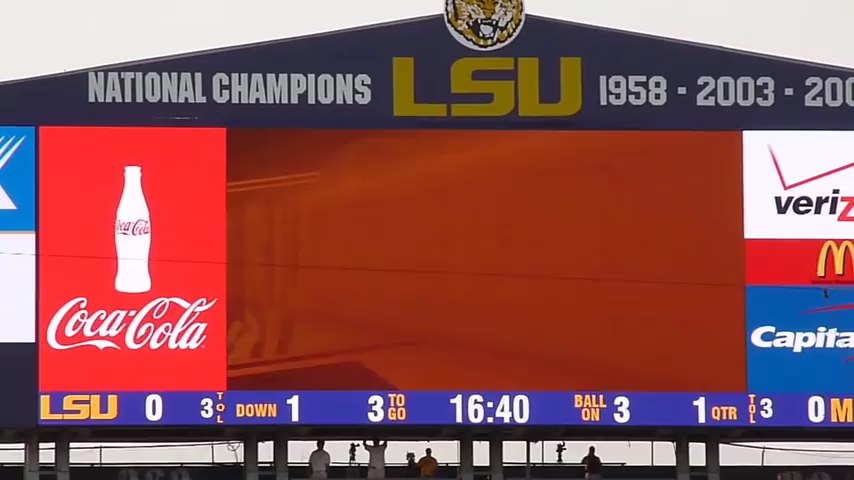 NATIONAL CHAMPIONS LSU 1958 · 2003 ·
Coca-Cola
Coca-Cola
LSU 0 3 TOL DOWN 1 3 TO GO 16:40 BALL ON 3 1 QTR TOL 3 0 M
veriz
Capital